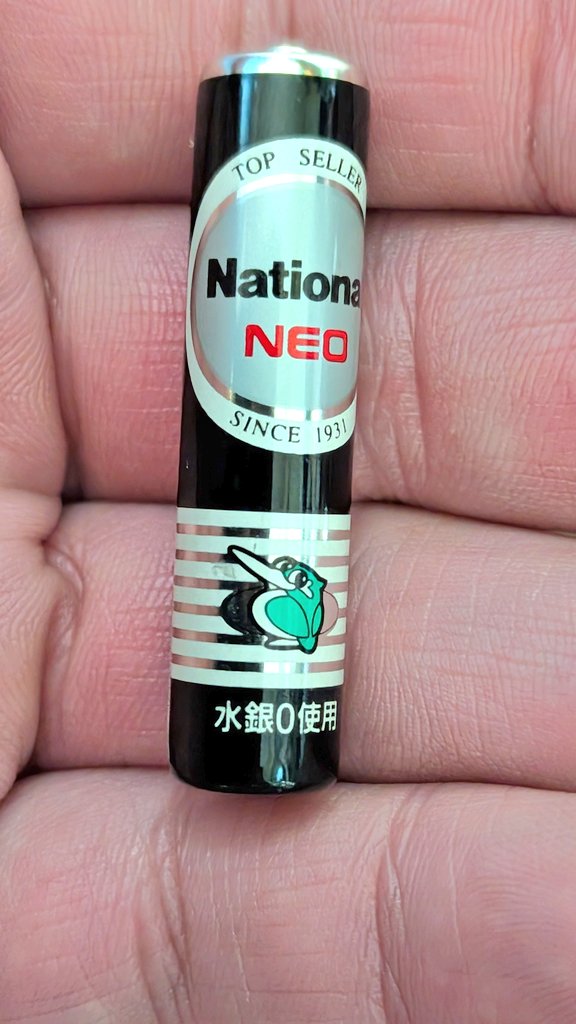 TOP SELLER
Nationa
NEO
SINCE 1931
水銀0使用